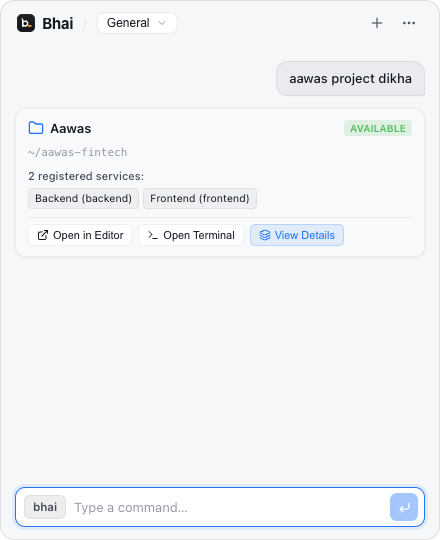 b.
Bhai / General
aawas project dikha
Aawas AVAILABLE
~/aawas-fintech
2 registered services:
Backend (backend) Frontend (frontend)
Open in Editor Open Terminal View Details
bhai Type a command...